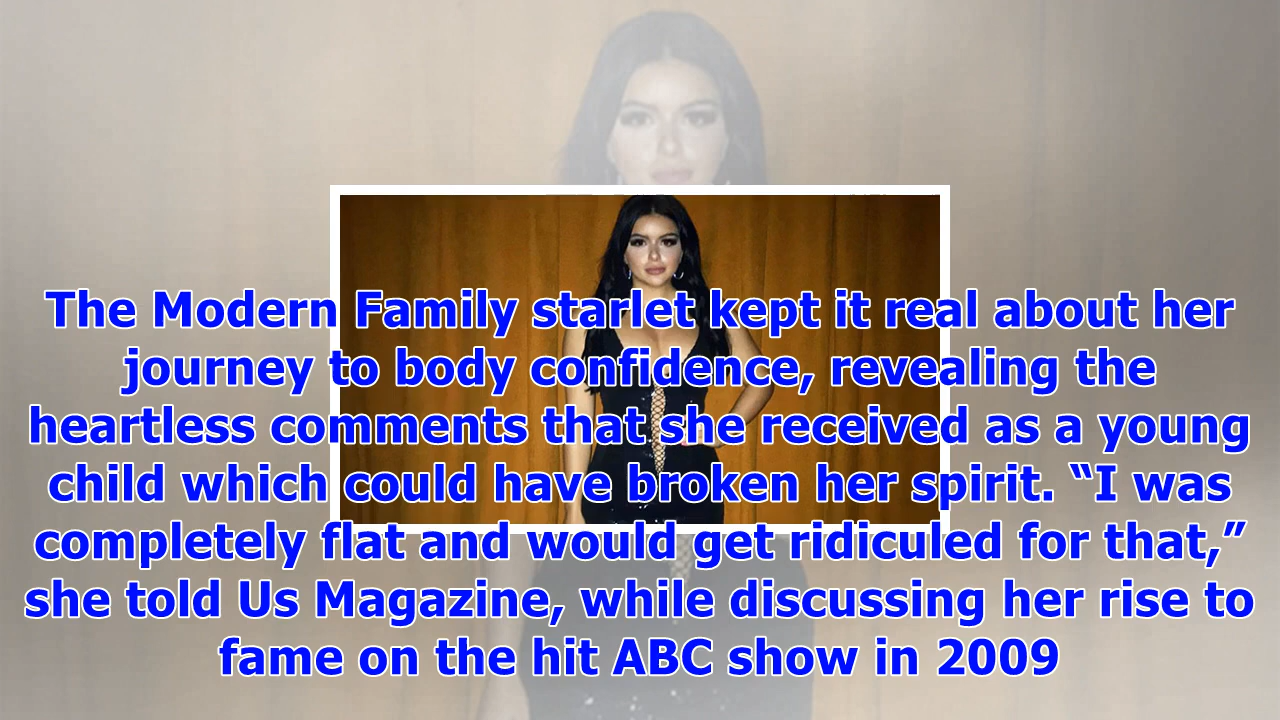 The Modern Family starlet kept it real about her
journey to body confidence, revealing the
heartless comments that she received as a young
child which could have broken her spirit. “I was
completely flat and would get ridiculed for that,”
she told Us Magazine, while discussing her rise to
fame on the hit ABC show in 2009